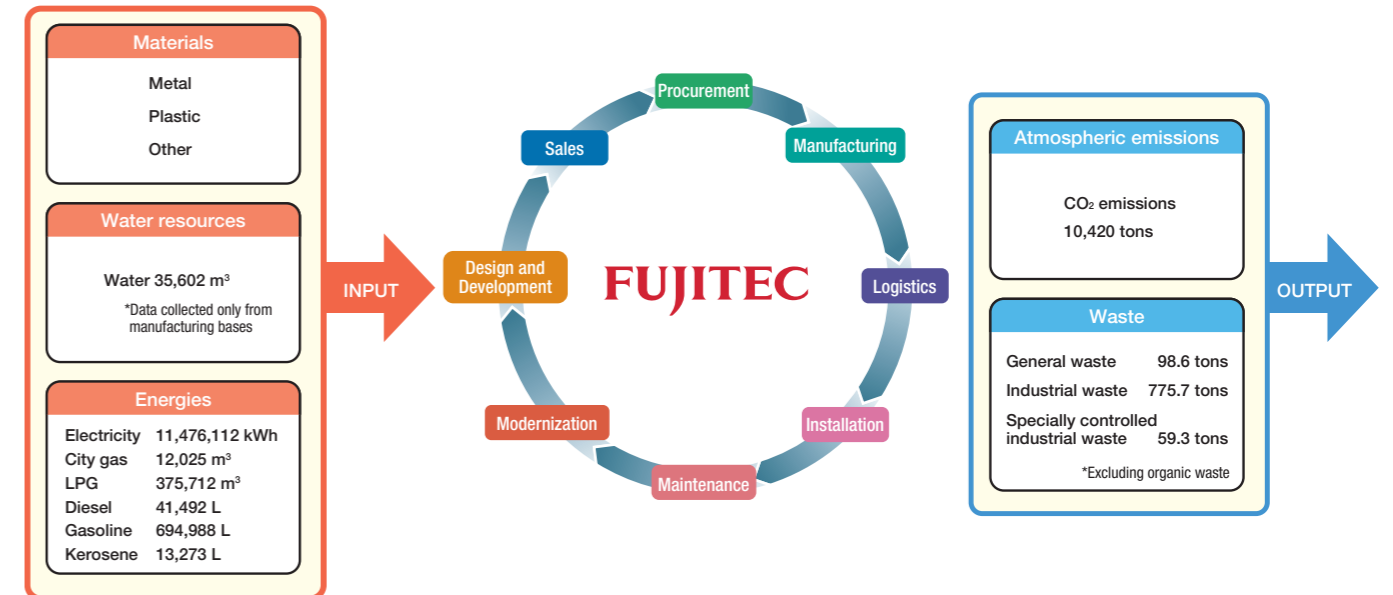 Materials
Metal
Plastic
Other
Water resources
Water 35,602 m³
*Data collected only from
manufacturing bases
Energies
Electricity 11,476,112 kWh
City gas 12,025 m³
LPG 375,712 m³
Diesel 41,492 L
Gasoline 694,988 L
Kerosene 13,273 L
INPUT
Procurement
Manufacturing
Logistics
Installation
Maintenance
Modernization
Design and
Development
Sales
FUJITEC
Atmospheric emissions
CO₂ emissions
10,420 tons
Waste
General waste 98.6 tons
Industrial waste 775.7 tons
Specially controlled
industrial waste 59.3 tons
*Excluding organic waste
OUTPUT